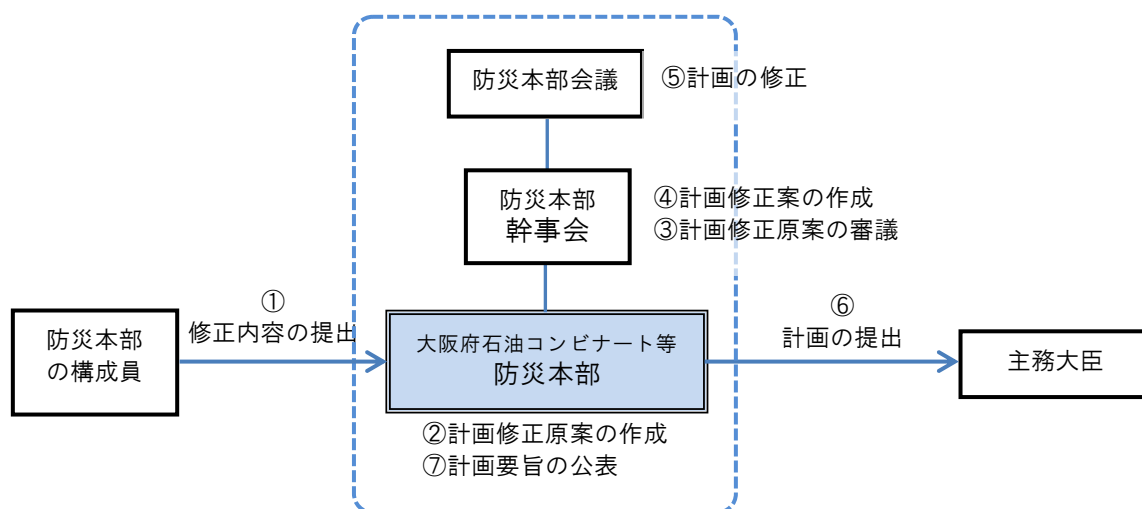 防災本部会議
⑤計画の修正
防災本部
幹事会
④計画修正案の作成
③計画修正原案の審議
防災本部
の構成員
①
修正内容の提出
大阪府石油コンビナート等
防災本部
⑥
計画の提出
主務大臣
②計画修正原案の作成
⑦計画要旨の公表